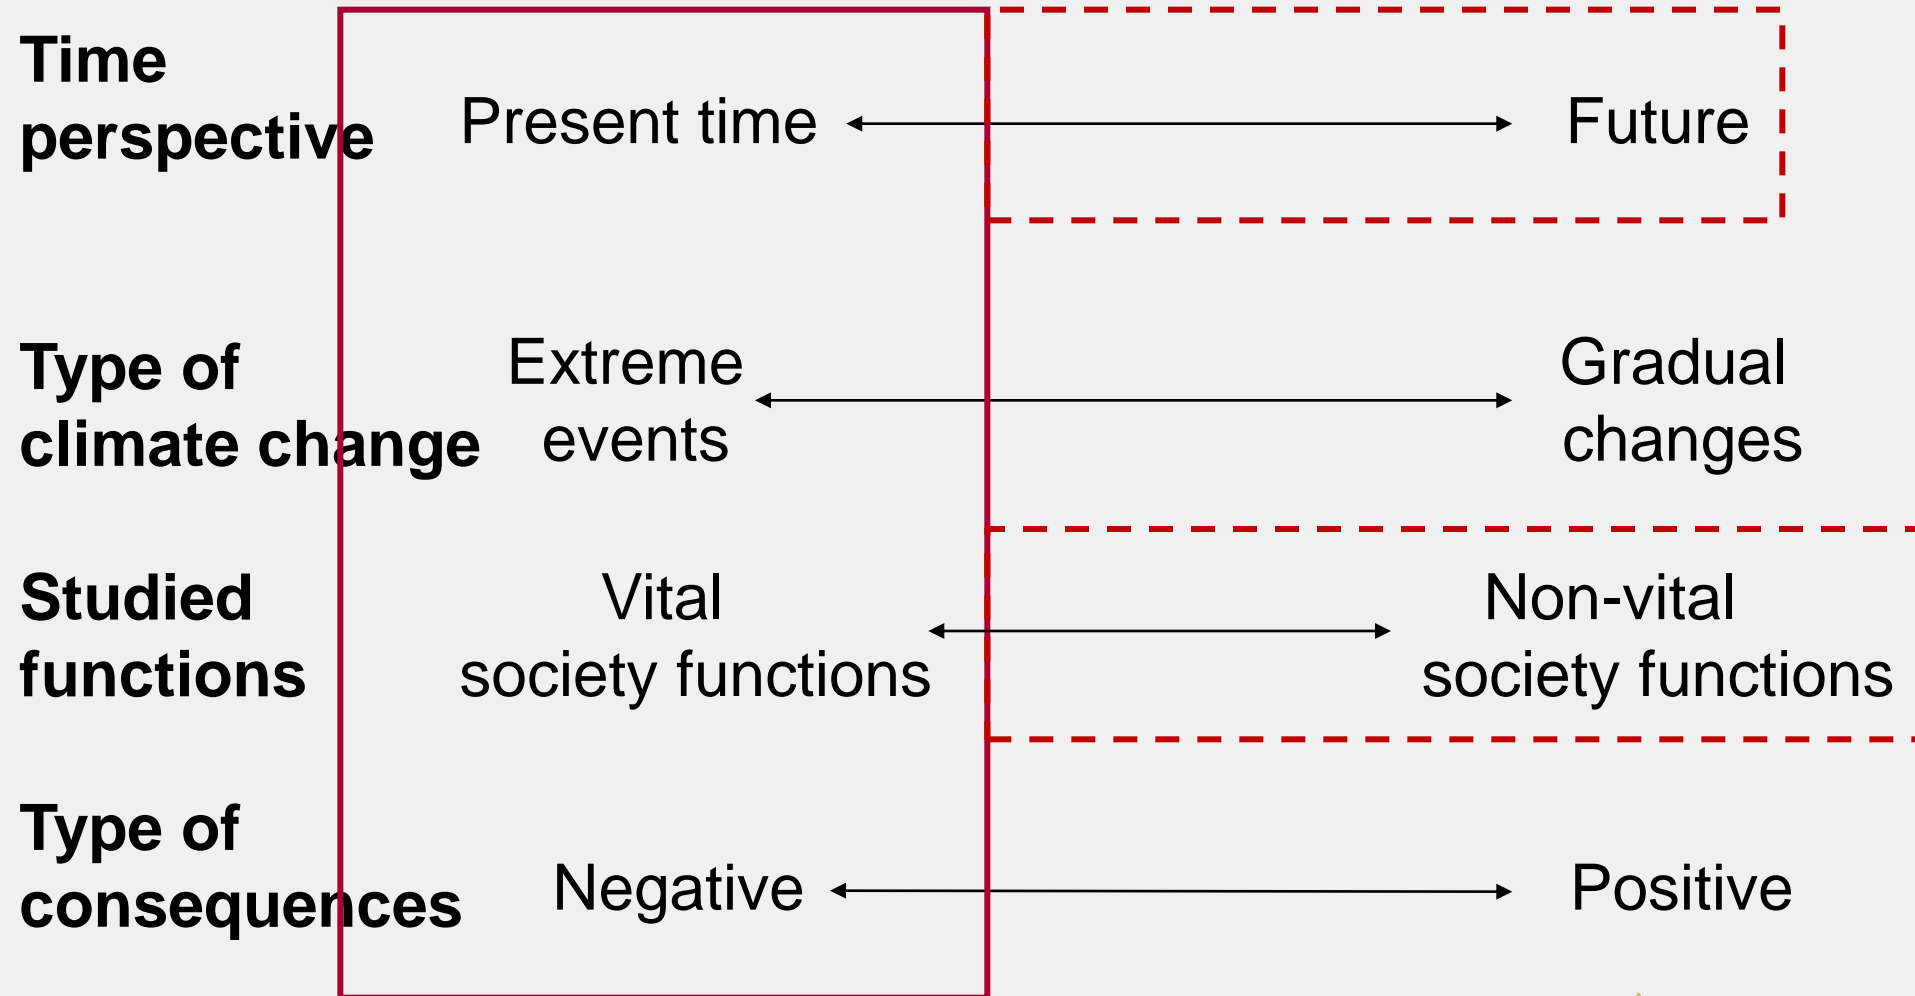 Time
perspective
Present time
Future
Type of
climate change
Extreme
events
Gradual
changes
Studied
functions
Vital
society functions
Non-vital
society functions
Type of
consequences
Negative
Positive